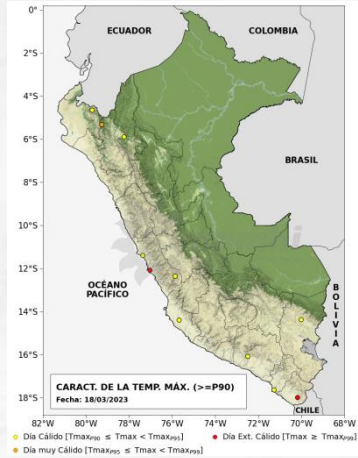 ECUADOR
COLOMBIA
BRASIL
OCÉANO
PACÍFICO
BOLIVIA
CHILE
0°
2°S
4°S
6°S
8°S
10°S
12°S
14°S
16°S
18°S
CARACT. DE LA TEMP. MÁX. (>=P90)
Fecha: 18/03/2023
82°W 80°W 78°W 76°W 74°W 72°W 70°W 68°W
Día Cálido [TmaxP90 ≤ Tmax < TmaxP95]
Día Ext. Cálido [Tmax ≥ TmaxP99]
Día muy Cálido [TmaxP95 ≤ Tmax < TmaxP99]